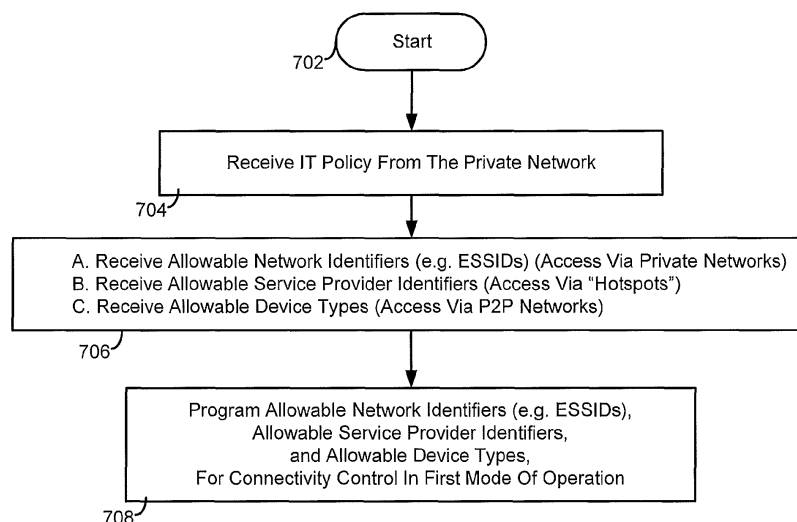 Start
702
Receive IT Policy From The Private Network
704
A. Receive Allowable Network Identifiers (e.g. ESSIDs) (Access Via Private Networks)
B. Receive Allowable Service Provider Identifiers (Access Via “Hotspots”)
C. Receive Allowable Device Types (Access Via P2P Networks)
706
Program Allowable Network Identifiers (e.g. ESSIDs),
Allowable Service Provider Identifiers,
and Allowable Device Types,
For Connectivity Control In First Mode Of Operation
708